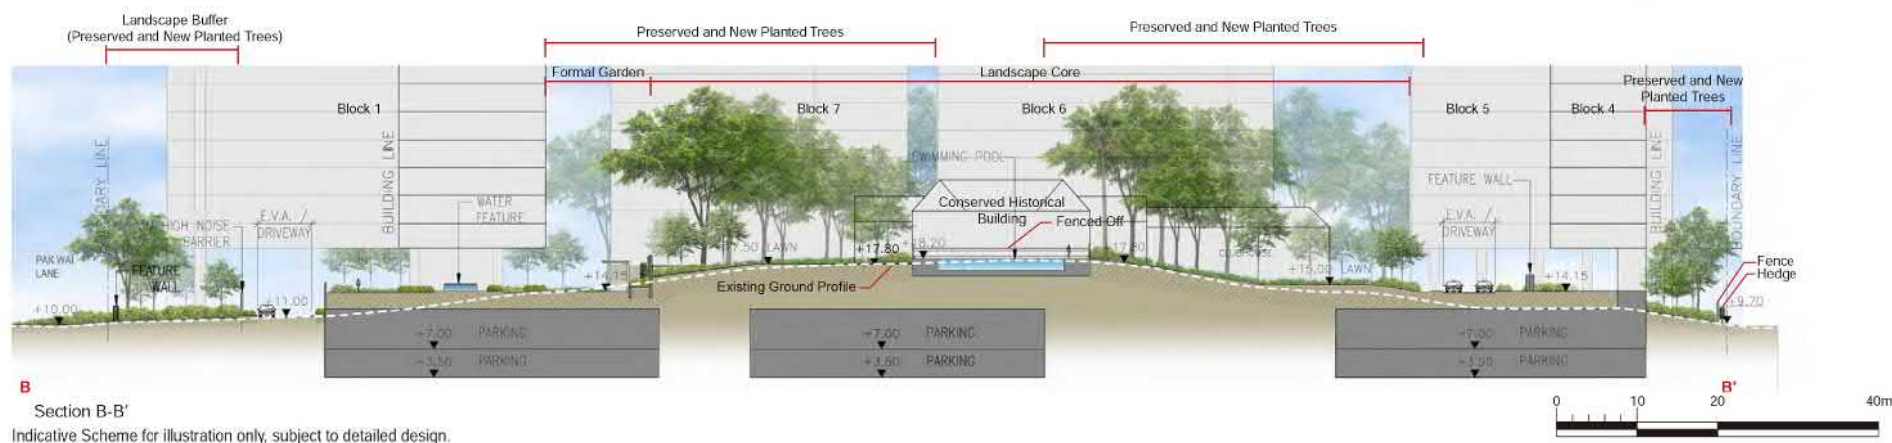 Landscape Buffer
(Preserved and New Planted Trees)
Preserved and New Planted Trees
Preserved and New Planted Trees
Formal Garden
Landscape Core
Preserved and New
Planted Trees
Block 1
Block 7
Block 6
Block 5
Block 4
BOUNDARY LINE
BUILDING LINE
SWIMMING POOL
BUILDING LINE
BOUNDARY LINE
FEATURE WALL
WATER
FEATURE
HIGH NOISE
BARRIER
E.V.A. /
DRIVEWAY
Conserved Historical
Building
Fenced Off
E.V.A. /
DRIVEWAY
PAK WAI
LANE
FEATURE
WALL
LAWN
+17.80
+18.20
+17.80
CLUBHOUSE
+15.00 LAWN
+14.15
+14.15
Fence
Hedge
Existing Ground Profile
+10.00
+11.00
+9.70
+7.00 PARKING
+7.00 PARKING
+7.00 PARKING
+3.50 PARKING
+3.50 PARKING
+3.50 PARKING
B
B'
Section B-B'
0 10 20 40m
Indicative Scheme for illustration only, subject to detailed design.